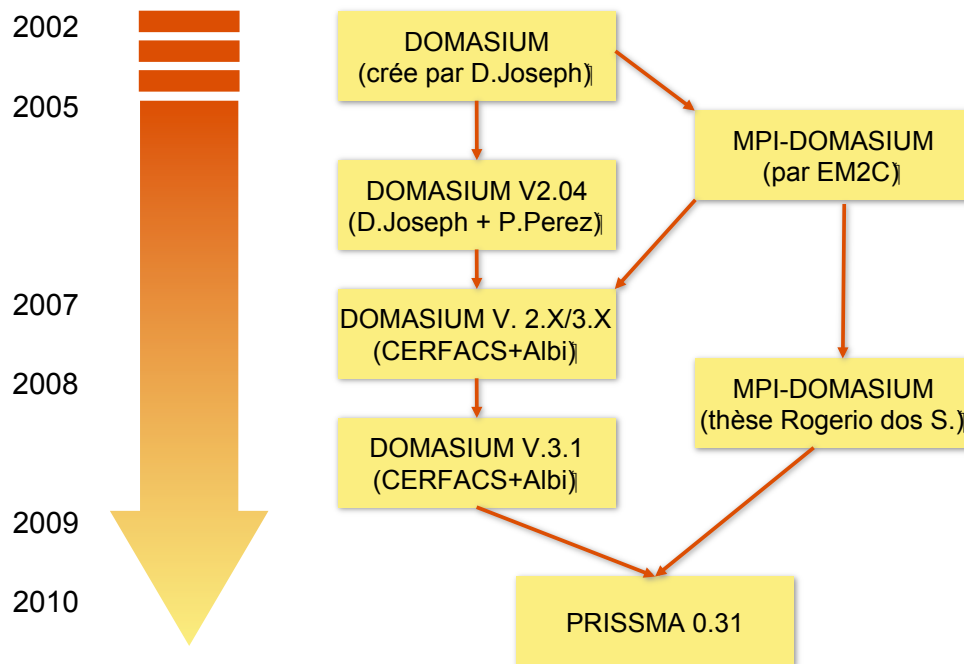 2002
DOMASIUM
(crée par D.Joseph)
2005
MPI-DOMASIUM
(par EM2C)
DOMASIUM V2.04
(D.Joseph + P.Perez)
2007
DOMASIUM V. 2.X/3.X
(CERFACS+Albi)
2008
MPI-DOMASIUM
(thèse Rogerio dos S.)
DOMASIUM V.3.1
(CERFACS+Albi)
2009
2010
PRISSMA 0.31